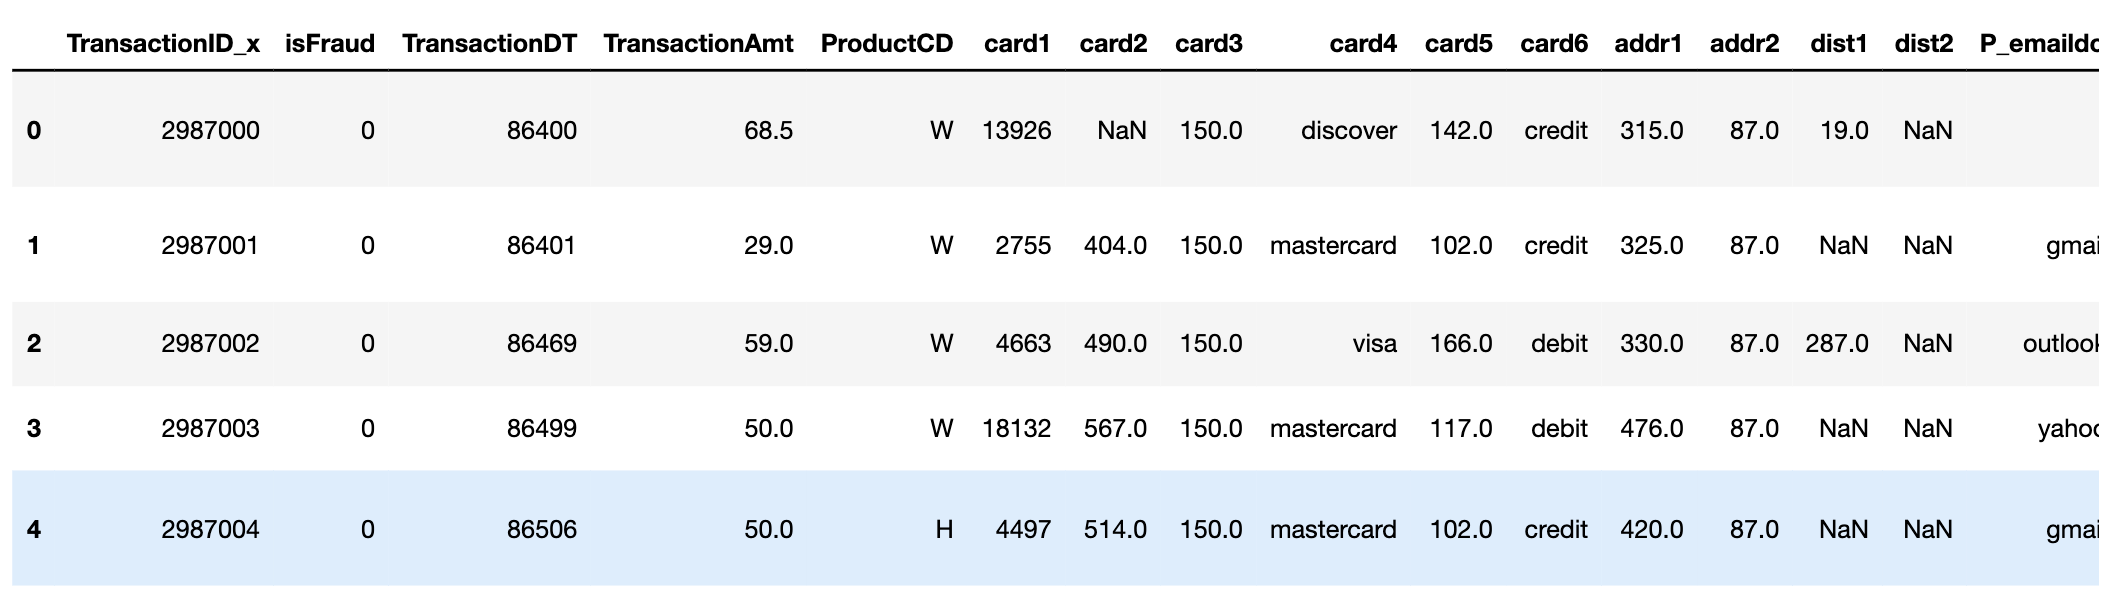 TransactionID_x isFraud TransactionDT TransactionAmt ProductCD card1 card2 card3 card4 card5 card6 addr1 addr2 dist1 dist2 P_emaildc
0 2987000 0 86400 68.5 W 13926 NaN 150.0 discover 142.0 credit 315.0 87.0 19.0 NaN
1 2987001 0 86401 29.0 W 2755 404.0 150.0 mastercard 102.0 credit 325.0 87.0 NaN NaN gmai
2 2987002 0 86469 59.0 W 4663 490.0 150.0 visa 166.0 debit 330.0 87.0 287.0 NaN outlook
3 2987003 0 86499 50.0 W 18132 567.0 150.0 mastercard 117.0 debit 476.0 87.0 NaN NaN yahoo
4 2987004 0 86506 50.0 H 4497 514.0 150.0 mastercard 102.0 credit 420.0 87.0 NaN NaN gmai